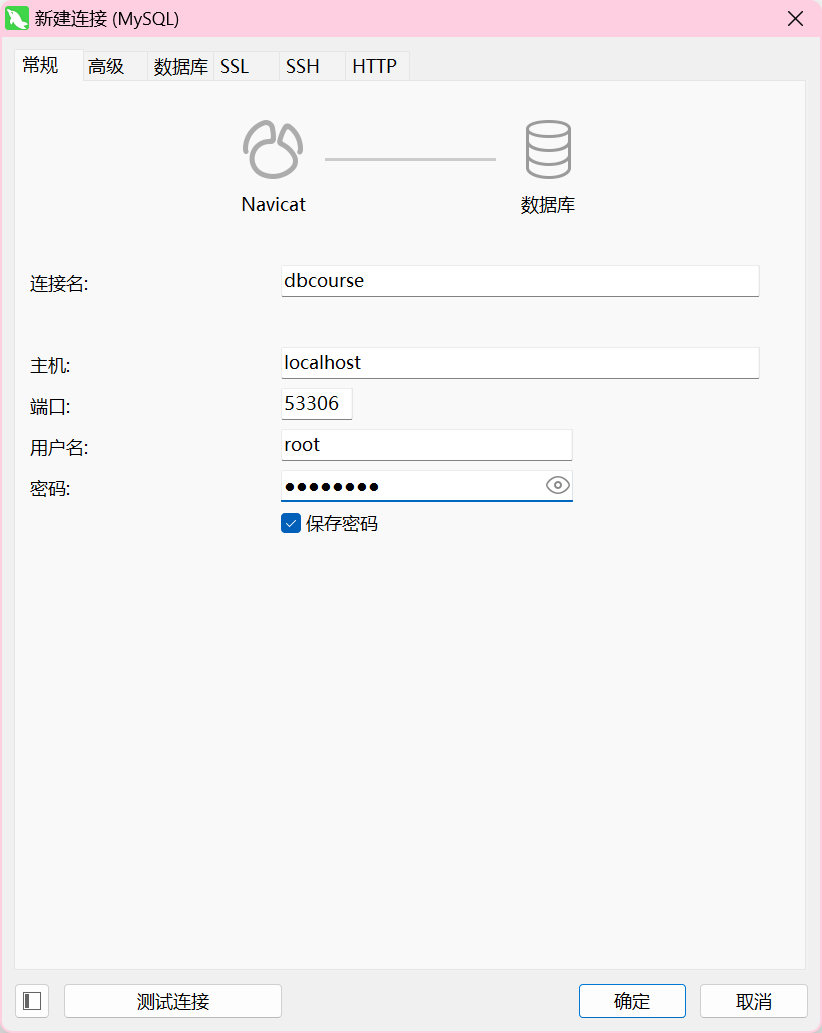 新建连接 (MySQL)
常规 高级 数据库 SSL SSH HTTP
Navicat 数据库
连接名: dbcourse
主机: localhost
端口: 53306
用户名: root
密码: ●●●●●●●●
保存密码
测试连接 确定 取消